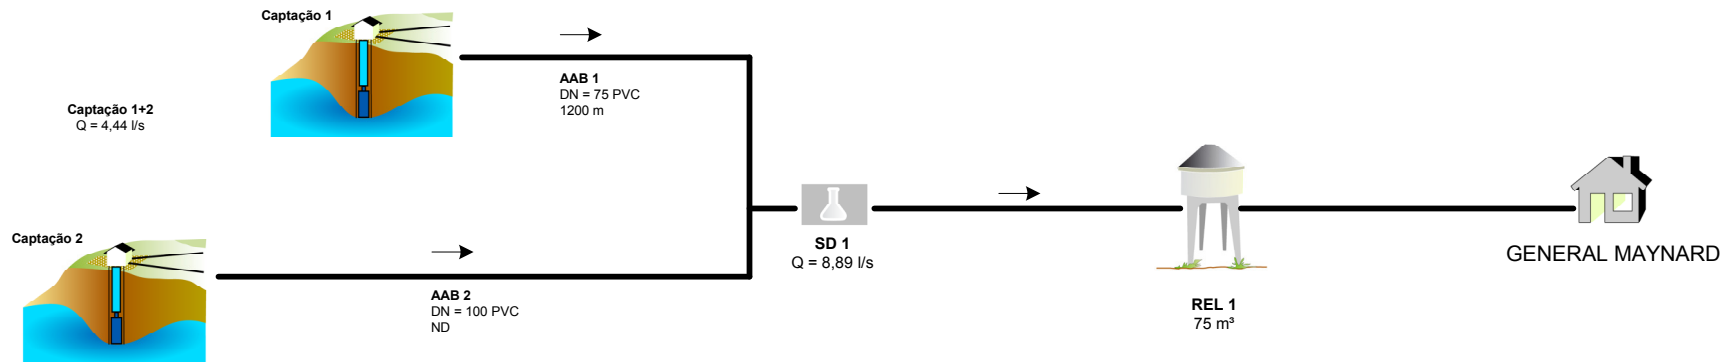 Captação 1
AAB 1
DN = 75 PVC
1200 m
Captação 1+2
Q = 4,44 l/s
Captação 2
AAB 2
DN = 100 PVC
ND
SD 1
Q = 8,89 l/s
REL 1
75 m³
GENERAL MAYNARD